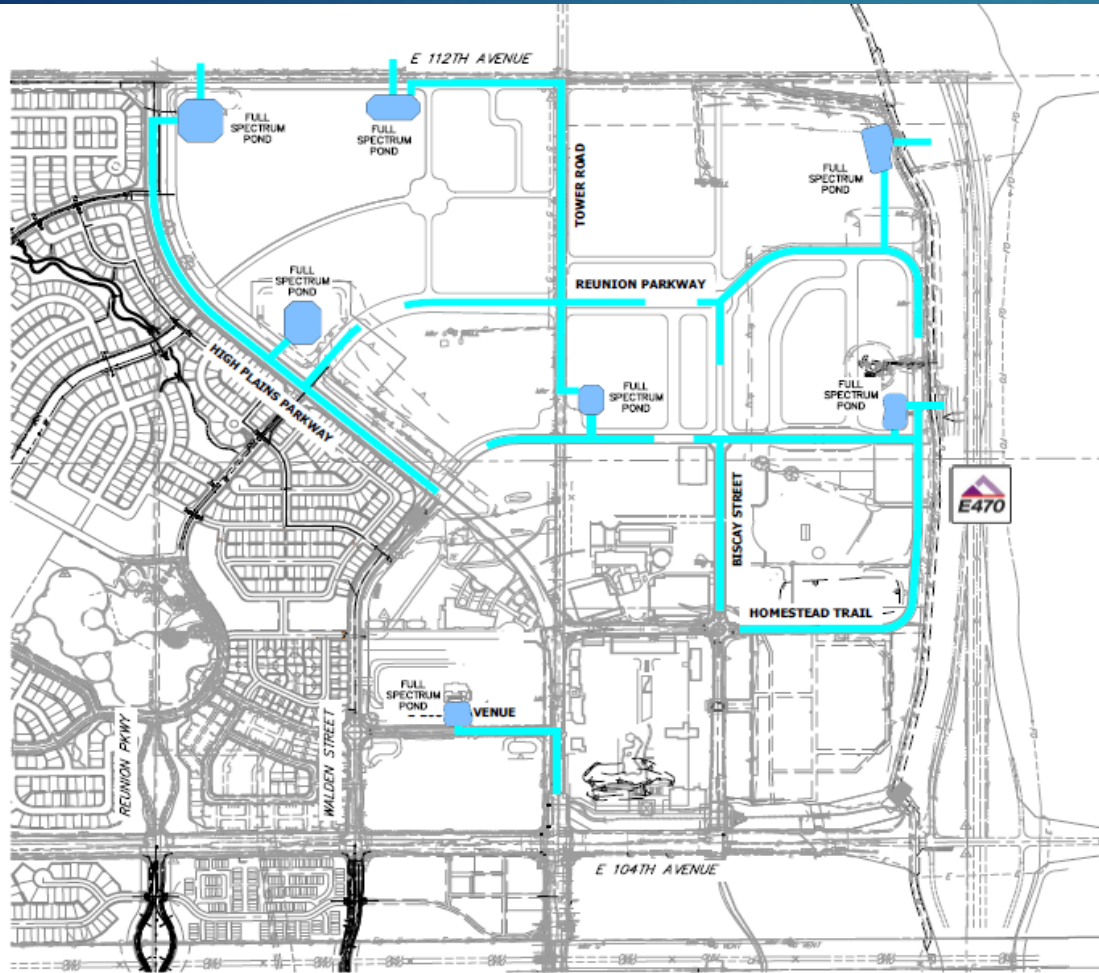 E 112TH AVENUE
FULL
SPECTRUM
POND
FULL
SPECTRUM
POND
TOWER ROAD
FULL
SPECTRUM
POND
FULL
SPECTRUM
POND
REUNION PARKWAY
HIGH PLAINS PARKWAY
FULL
SPECTRUM
POND
FULL
SPECTRUM
POND
E470
BISCAY STREET
HOMESTEAD TRAIL
FULL
SPECTRUM
POND
VENUE
REUNION PKWY
WALDEN STREET
E 104TH AVENUE